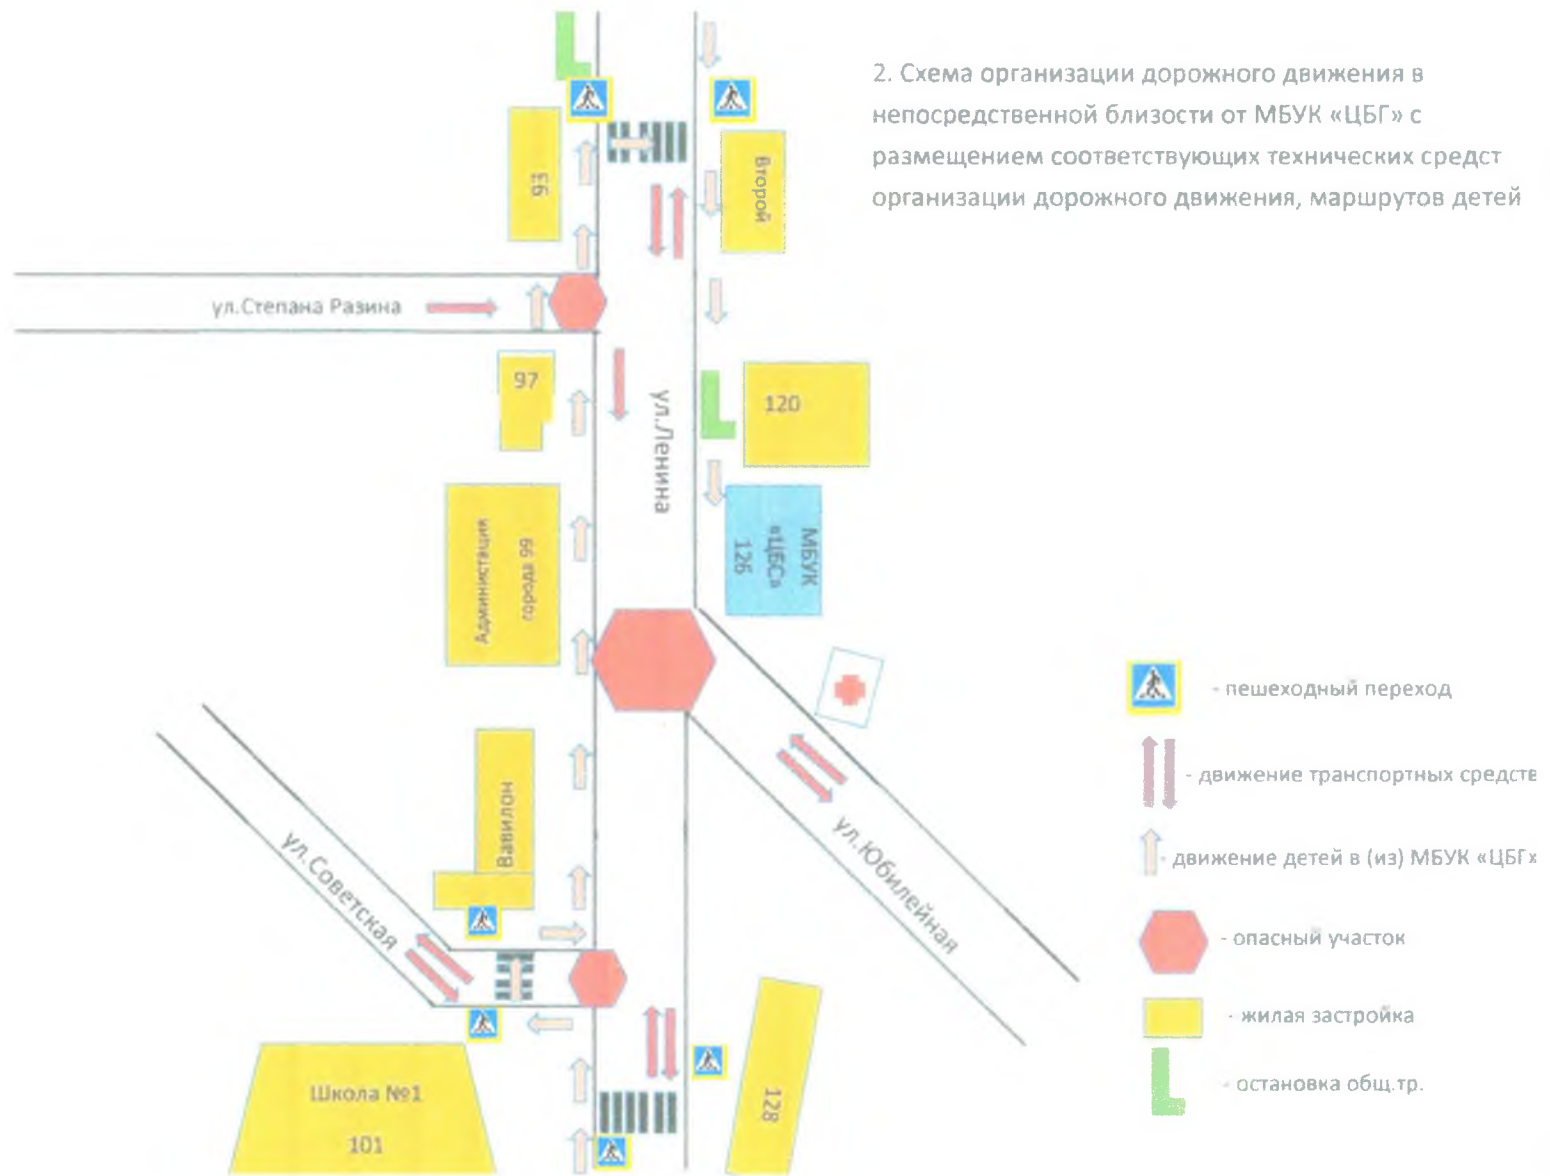 2. Схема организации дорожного движения в
непосредственной близости от МБУК «ЦБГ» с
размещением соответствующих технических средст
организации дорожного движения, маршрутов детей
93
Второй
ул.Степана Разина
97
120
ул.Ленина
Администация
города 99
МБУК
«ЦБС»
126
- пешеходный переход
- движение транспортных средств
Вавилон
ул.Советская
ул.Юбилейная
- движение детей в (из) МБУК «ЦБГ»
- опасный участок
- жилая застройка
- остановка общ.тр.
Школа №1
101
128